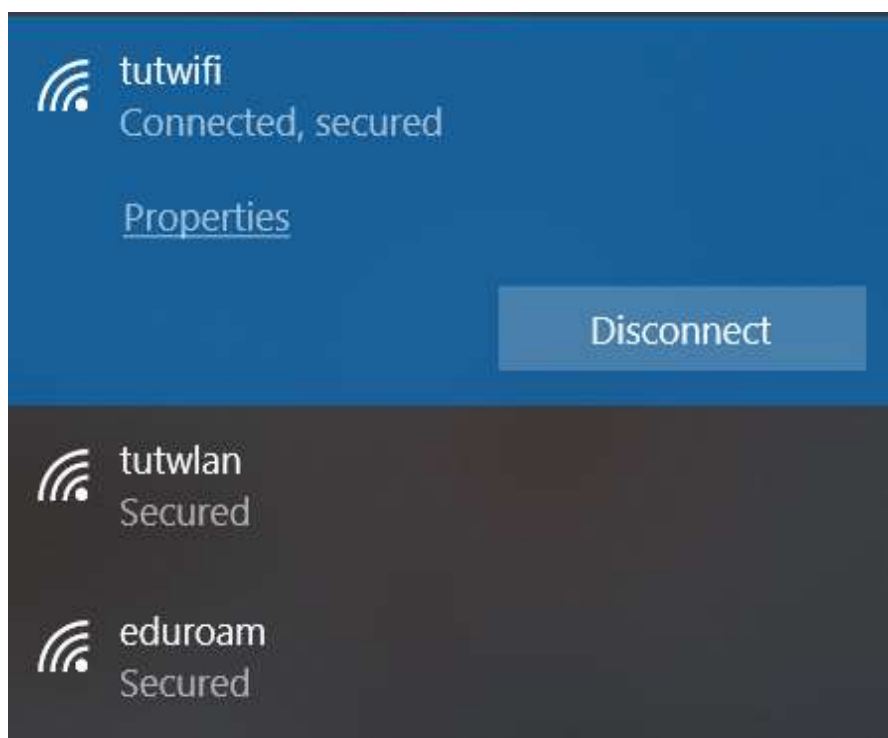 tutwifi
Connected, secured
Properties
Disconnect
tutwlan
Secured
eduroam
Secured